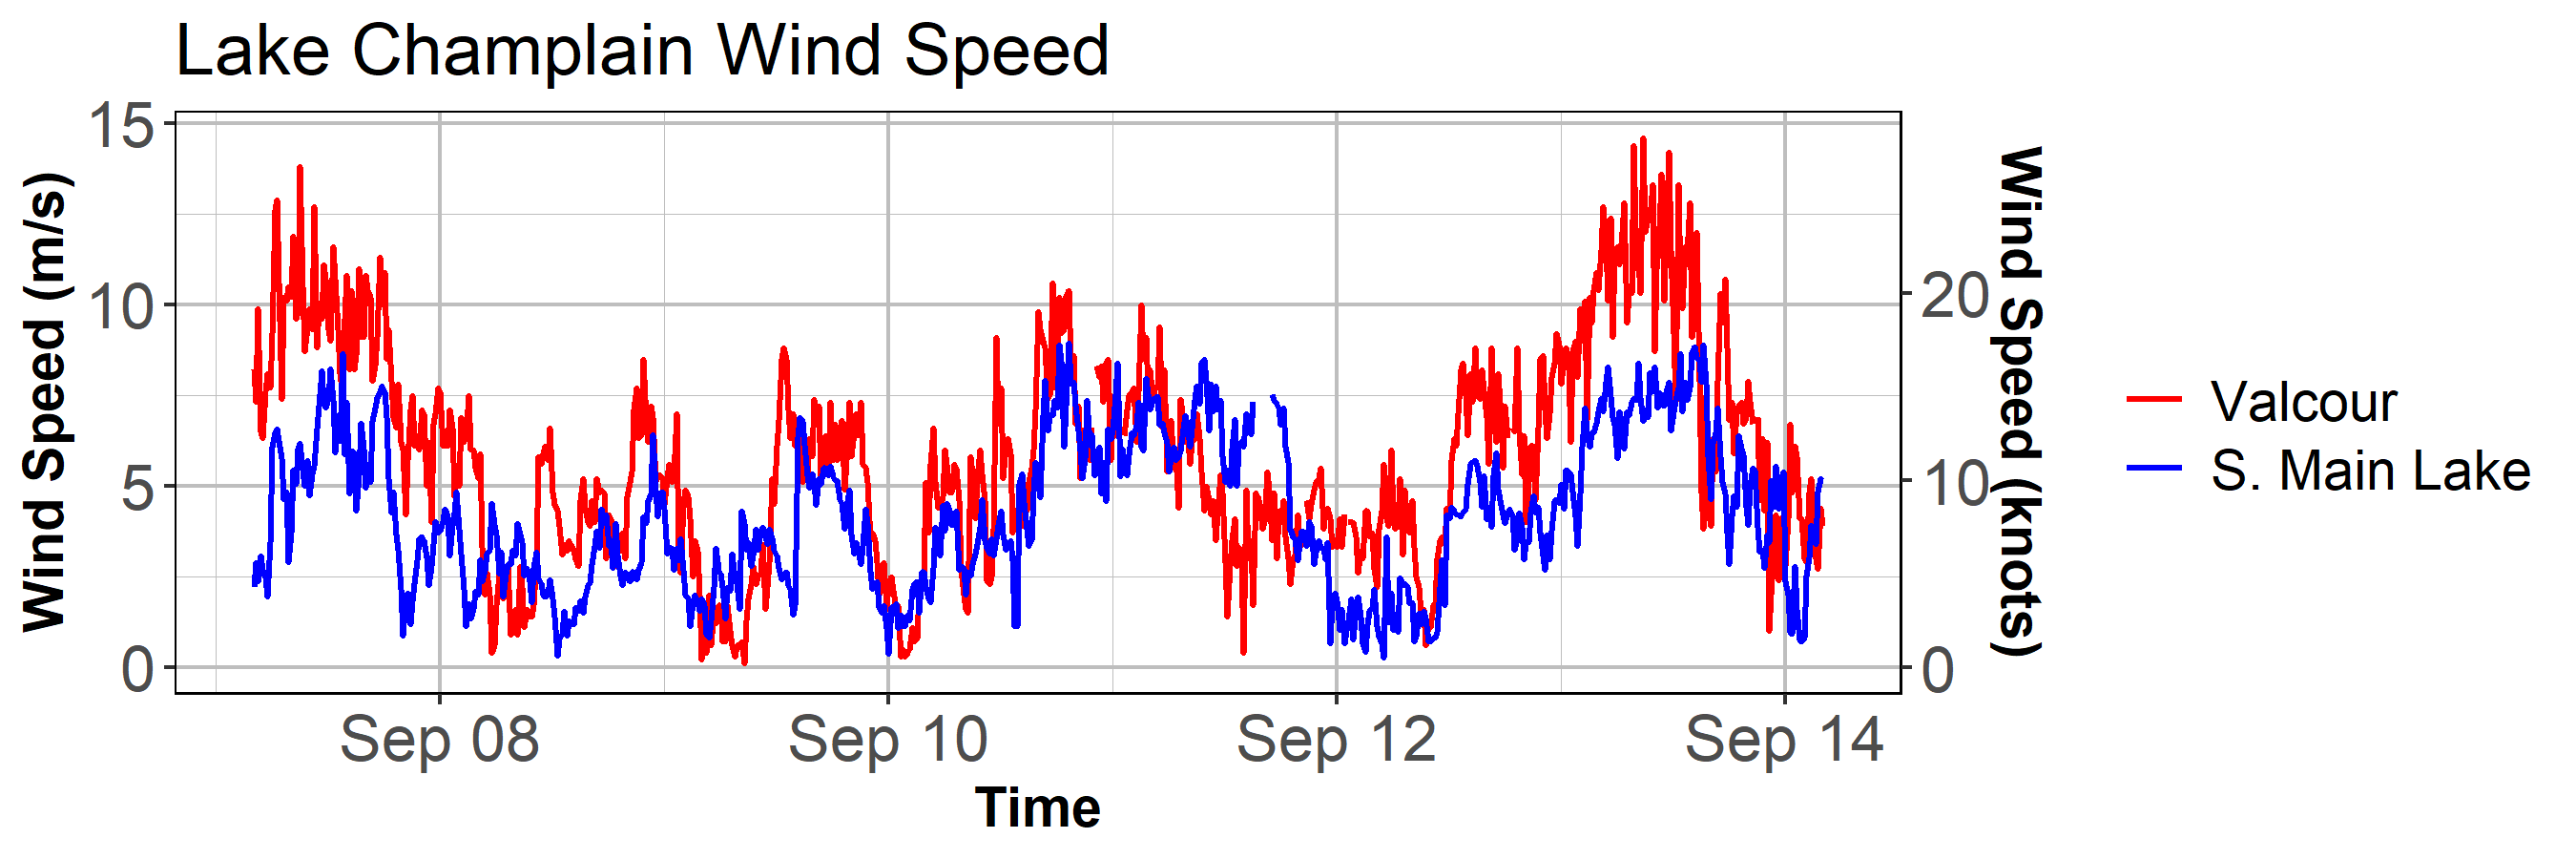 Lake Champlain Wind Speed
Wind Speed (m/s)
15
10
5
0
Sep 08
Sep 10
Sep 12
Sep 14
Time
20
10
0
Wind Speed (knots)
Valcour
S. Main Lake